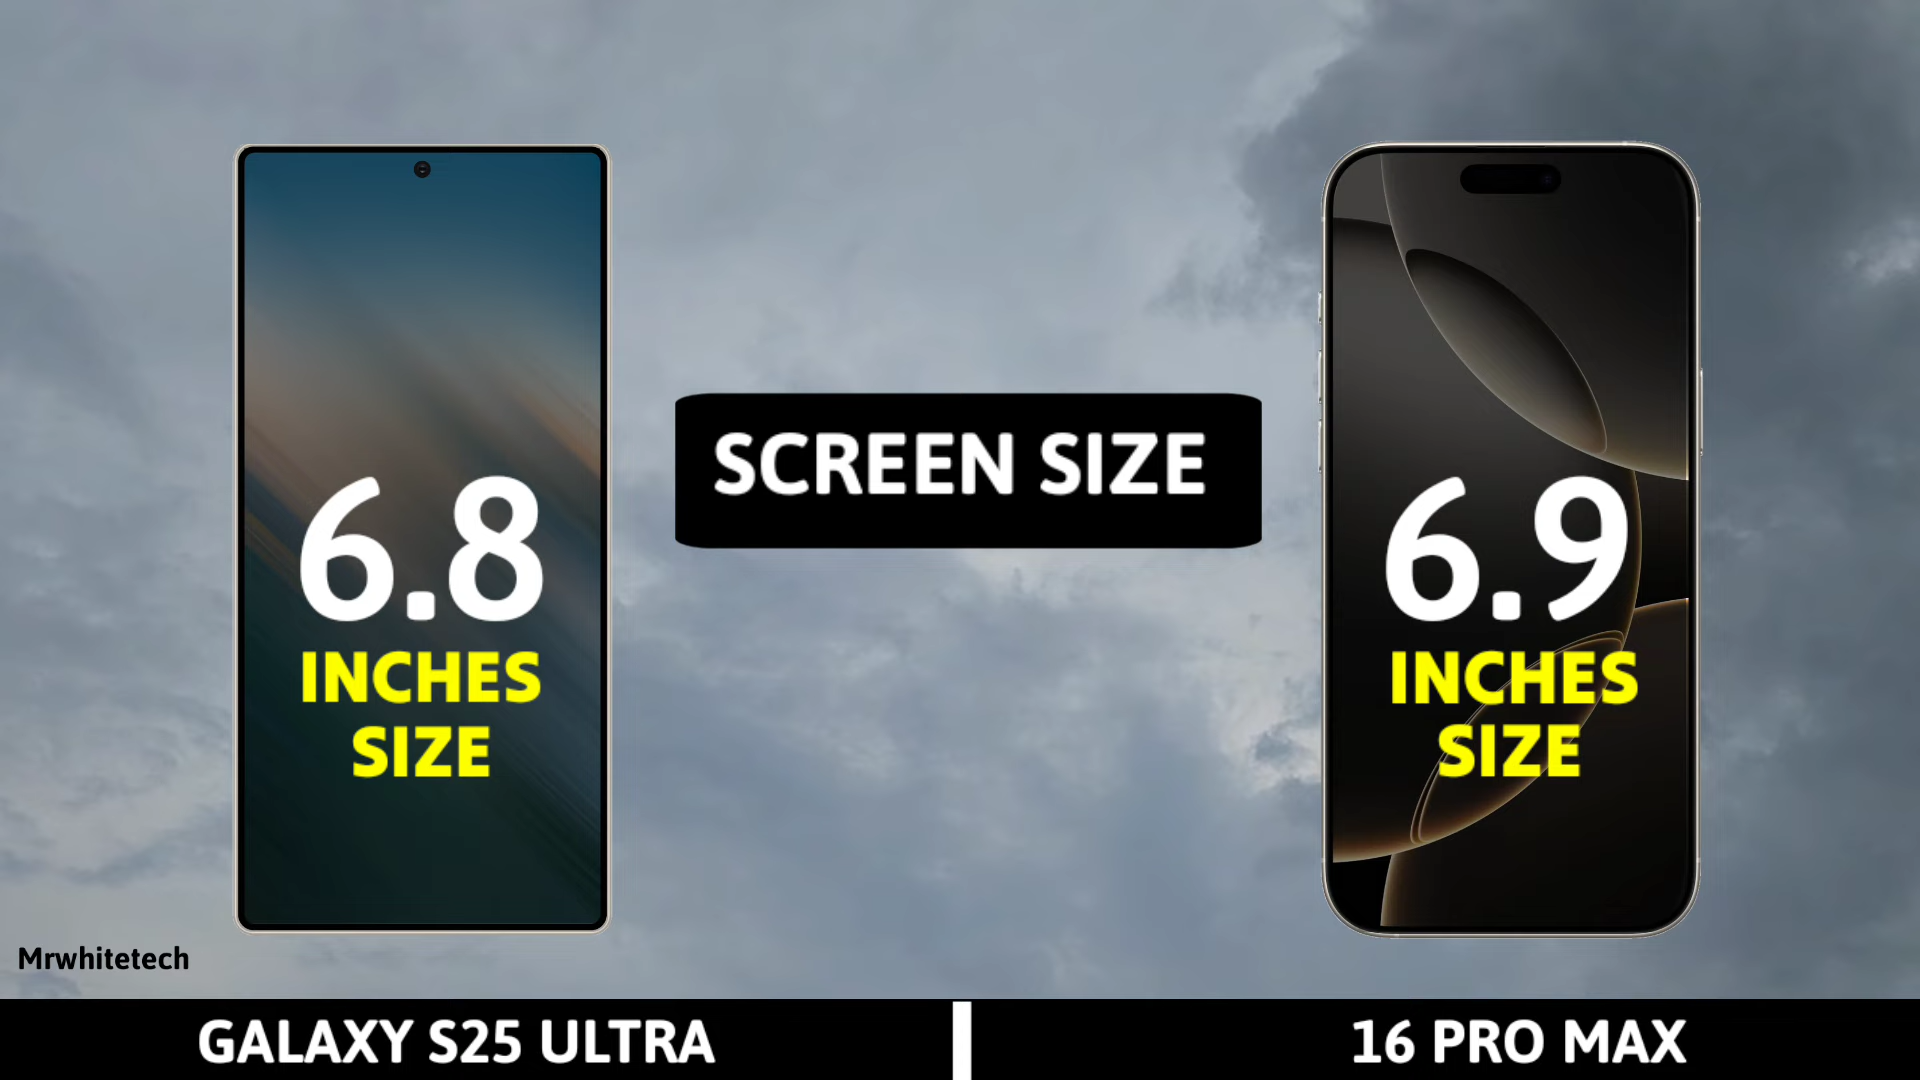 SCREEN SIZE
6.8
INCHES
SIZE
6.9
INCHES
SIZE
Mrwhitetech
GALAXY S25 ULTRA
16 PRO MAX